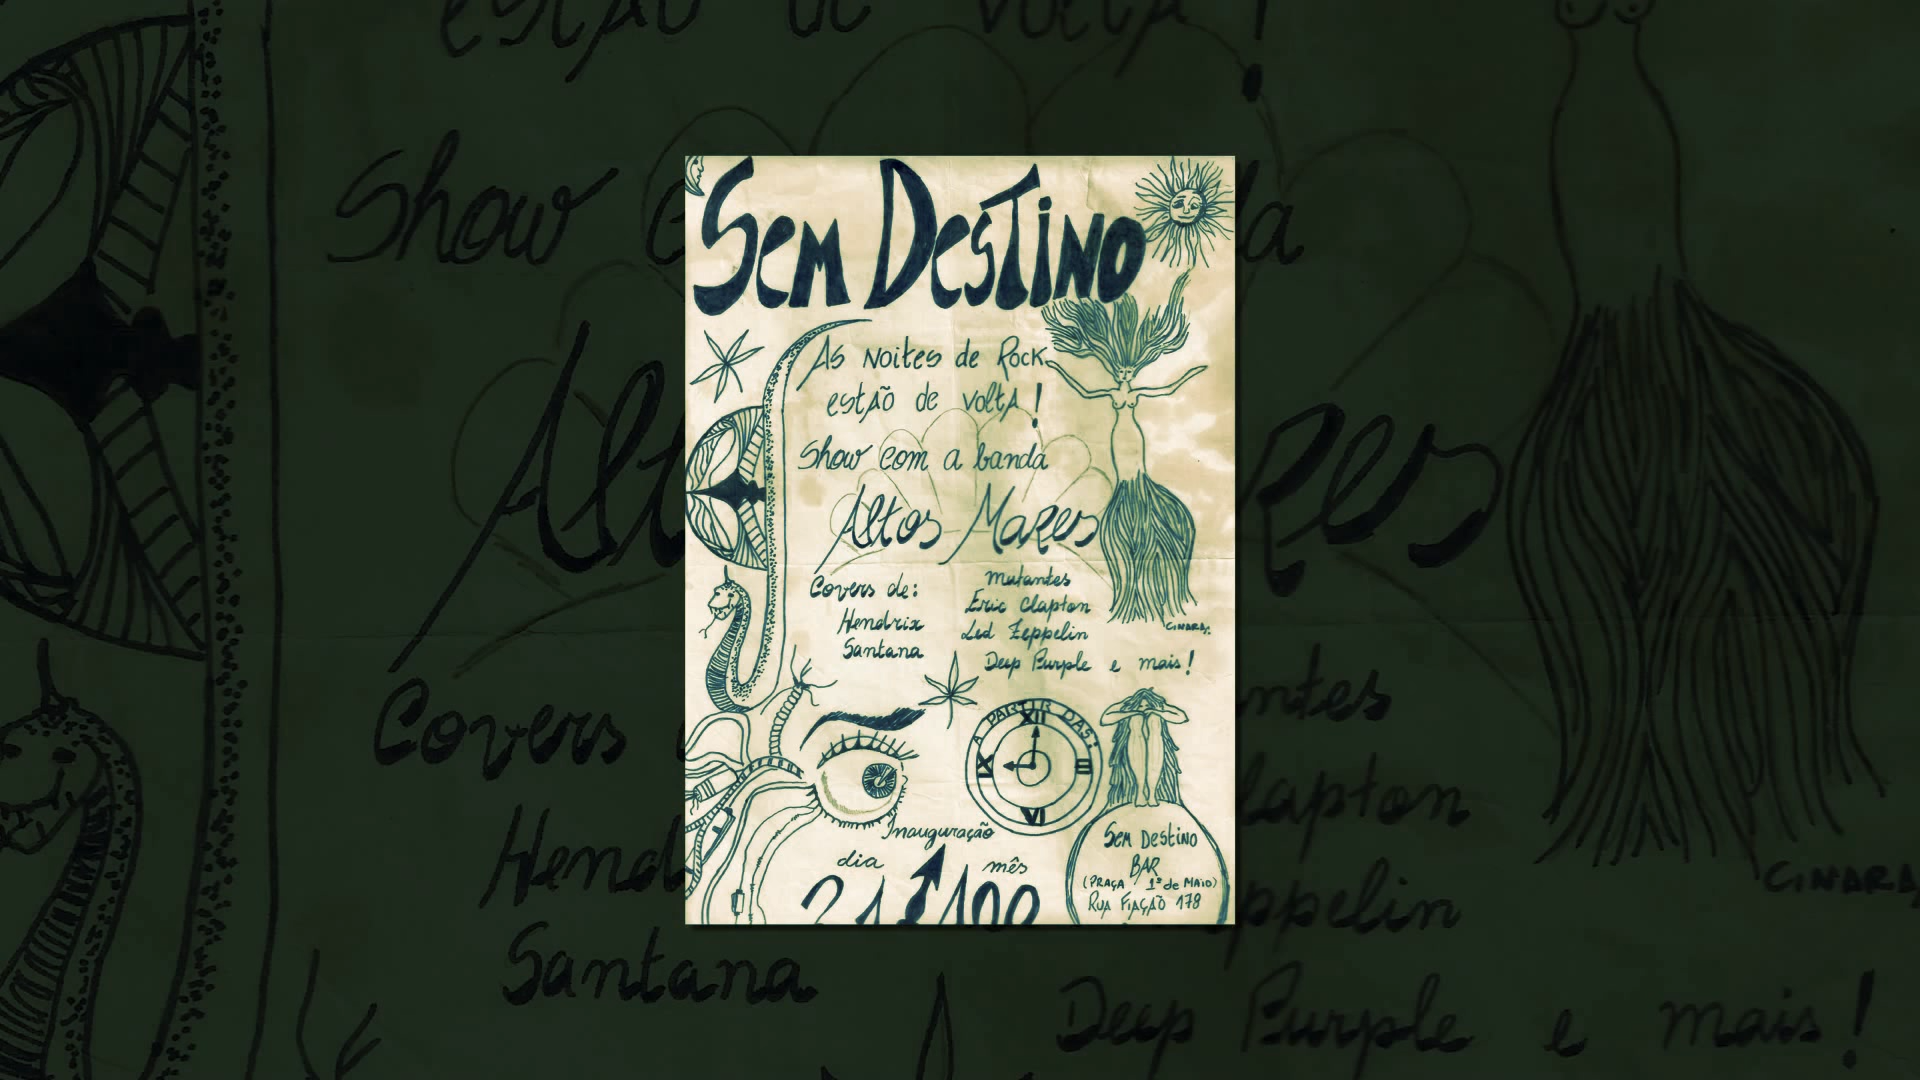 Sem Destino
As noites de Rock
estão de volta!
Show com a banda
Altos Mares
Covers de:
Hendrix
Santana
Mutantes
Eric Clapton
Led Zeppelin
Deep Purple e mais!
CINARA
A PARTIR DAS:
XII
IX III
VI
Inauguração
dia mês
Sem Destino
BAR
(PRAÇA 1º de MAIO)
RUA FIAÇÃO 178